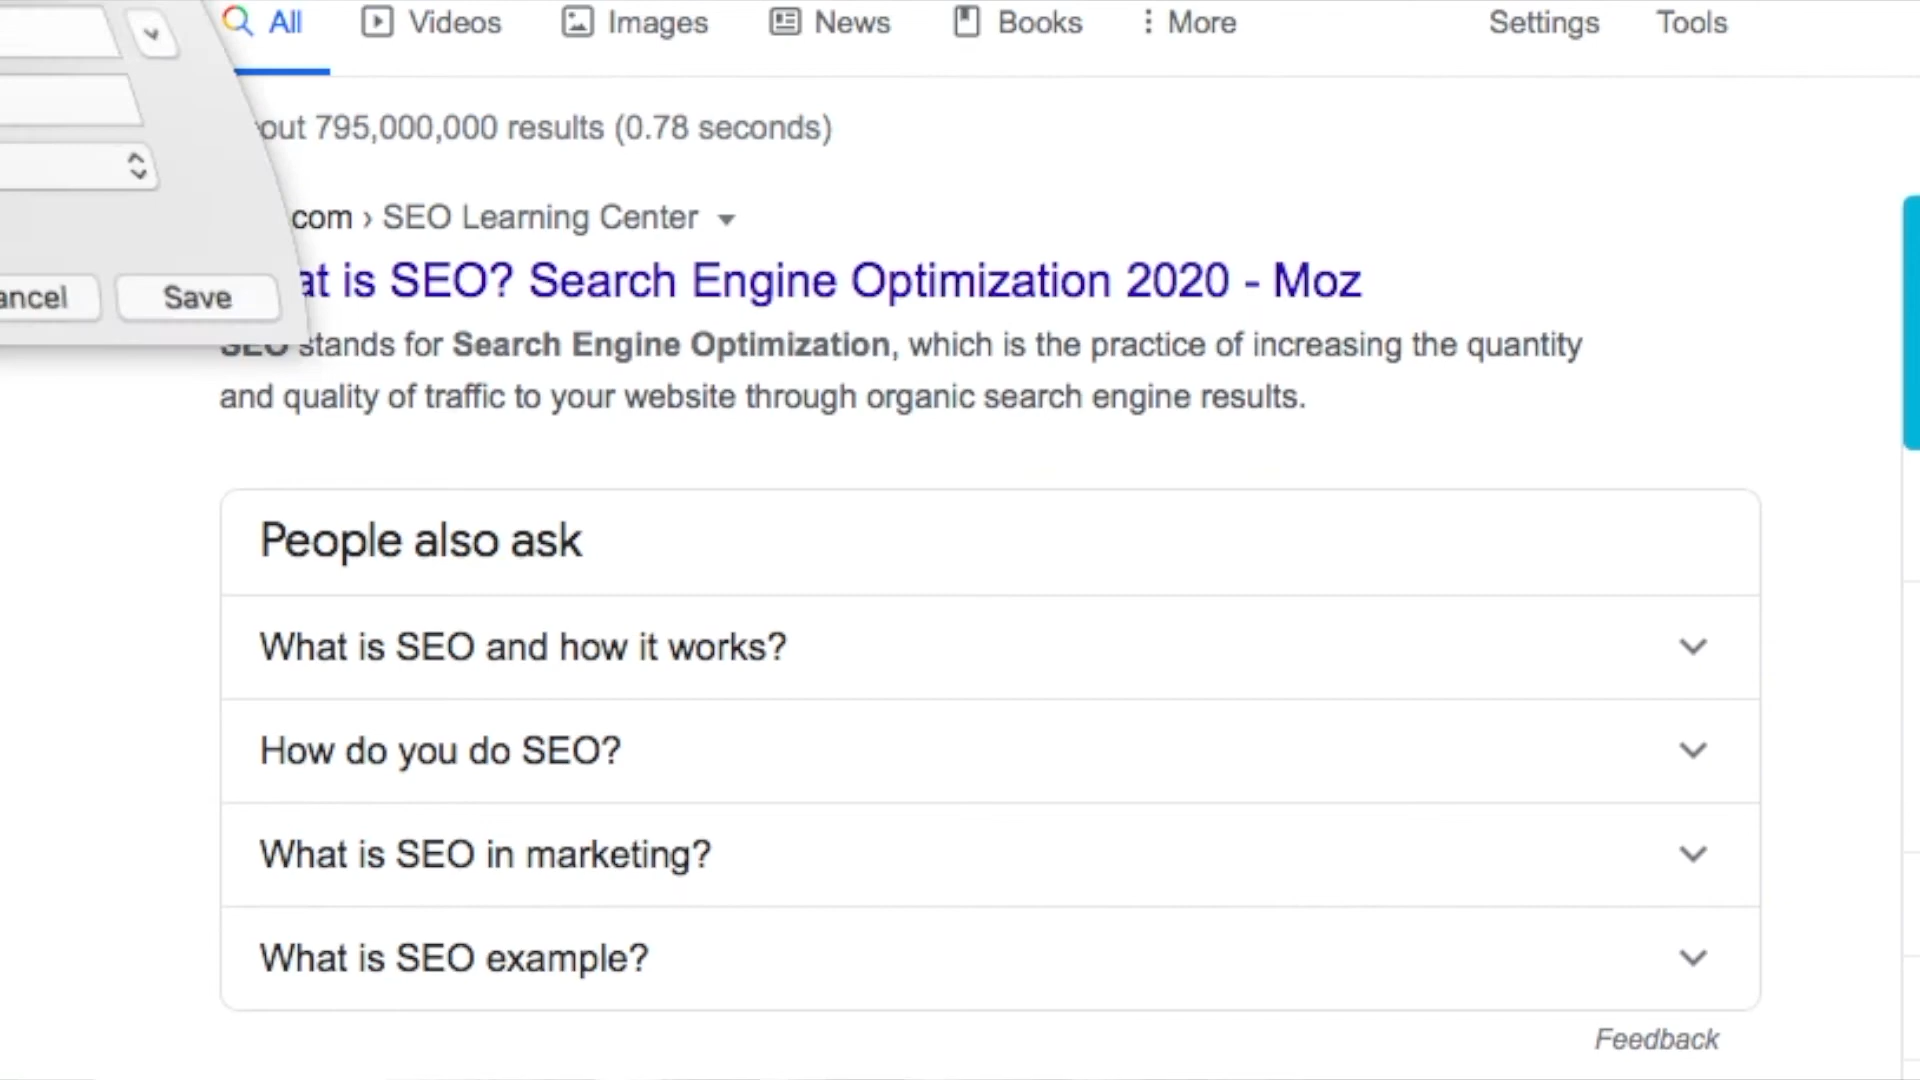 All Videos Images News Books More Settings Tools
out 795,000,000 results (0.78 seconds)
com › SEO Learning Center
at is SEO? Search Engine Optimization 2020 - Moz
ancel Save
SEO stands for Search Engine Optimization, which is the practice of increasing the quantity
and quality of traffic to your website through organic search engine results.
People also ask
What is SEO and how it works?
How do you do SEO?
What is SEO in marketing?
What is SEO example?
Feedback